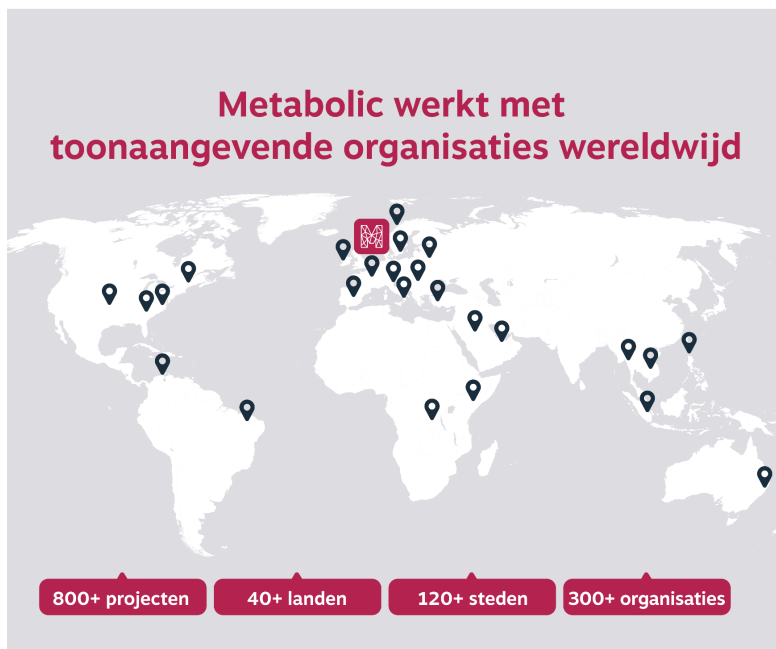 Metabolic werkt met
toonaangevende organisaties wereldwijd
800+ projecten
40+ landen
120+ steden
300+ organisaties